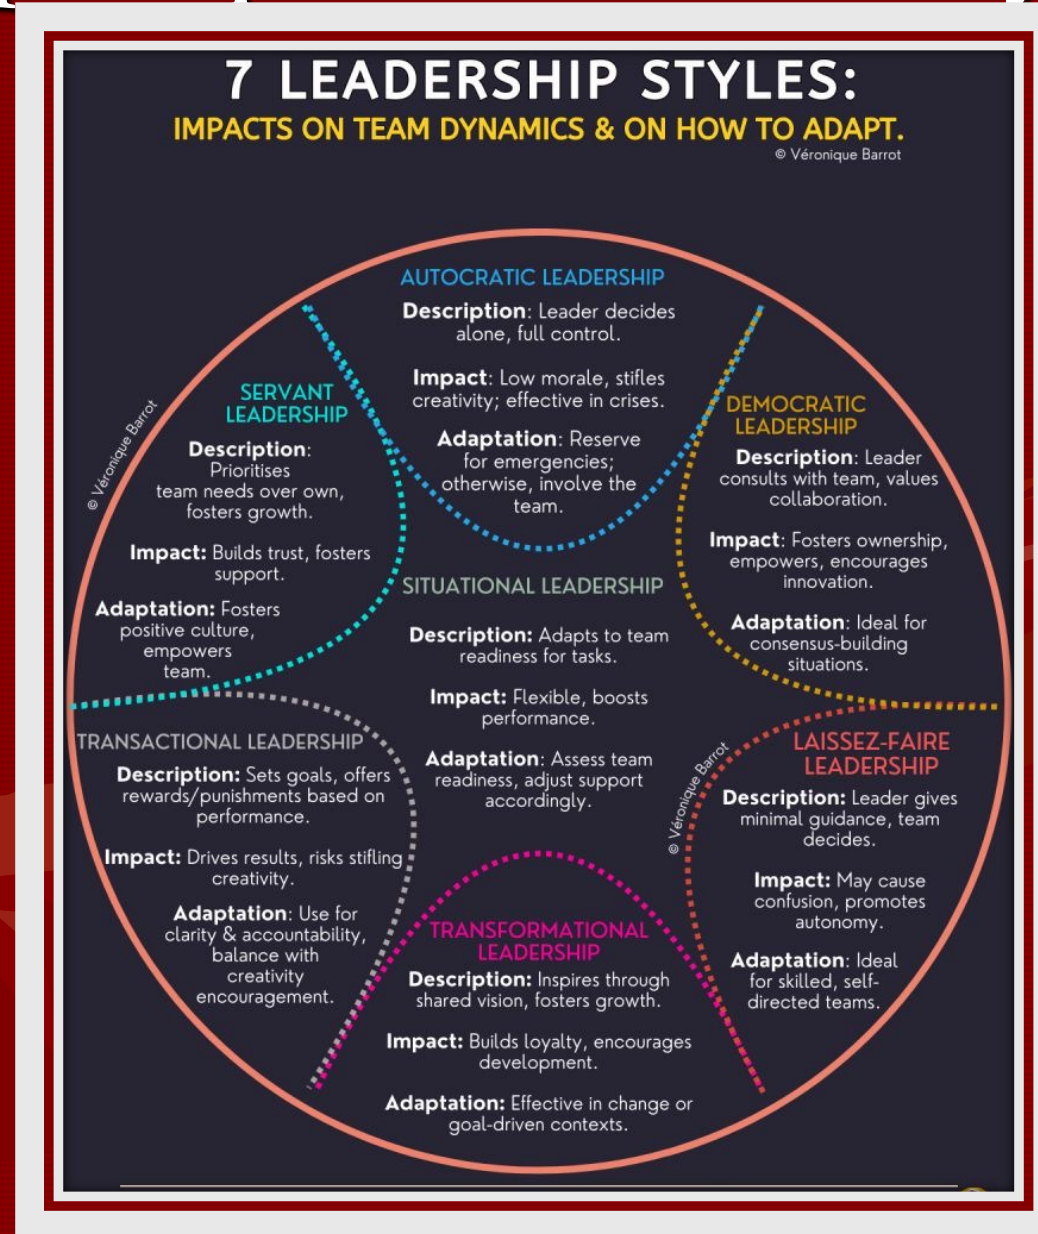 7 LEADERSHIP STYLES:
IMPACTS ON TEAM DYNAMICS & ON HOW TO ADAPT.
© Véronique Barrot
AUTOCRATIC LEADERSHIP
Description: Leader decides
alone, full control.
Impact: Low morale, stifles
creativity; effective in crises.
Adaptation: Reserve
for emergencies;
otherwise, involve the
team.
SERVANT
LEADERSHIP
Description:
Prioritises
team needs over own,
fosters growth.
Impact: Builds trust, fosters
support.
Adaptation: Fosters
positive culture,
empowers
team.
© Véronique Barrot
DEMOCRATIC
LEADERSHIP
Description: Leader
consults with team, values
collaboration.
Impact: Fosters ownership,
empowers, encourages
innovation.
Adaptation: Ideal for
consensus-building
situations.
SITUATIONAL LEADERSHIP
Description: Adapts to team
readiness for tasks.
Impact: Flexible, boosts
performance.
Adaptation: Assess team
readiness, adjust support
accordingly.
TRANSACTIONAL LEADERSHIP
Description: Sets goals, offers
rewards/punishments based on
performance.
Impact: Drives results, risks stifling
creativity.
Adaptation: Use for
clarity & accountability,
balance with
creativity
encouragement.
© Véronique Barrot
LAISSEZ-FAIRE
LEADERSHIP
Description: Leader gives
minimal guidance, team
decides.
Impact: May cause
confusion, promotes
autonomy.
Adaptation: Ideal
for skilled, self-
directed teams.
TRANSFORMATIONAL
LEADERSHIP
Description: Inspires through
shared vision, fosters growth.
Impact: Builds loyalty, encourages
development.
Adaptation: Effective in change or
goal-driven contexts.